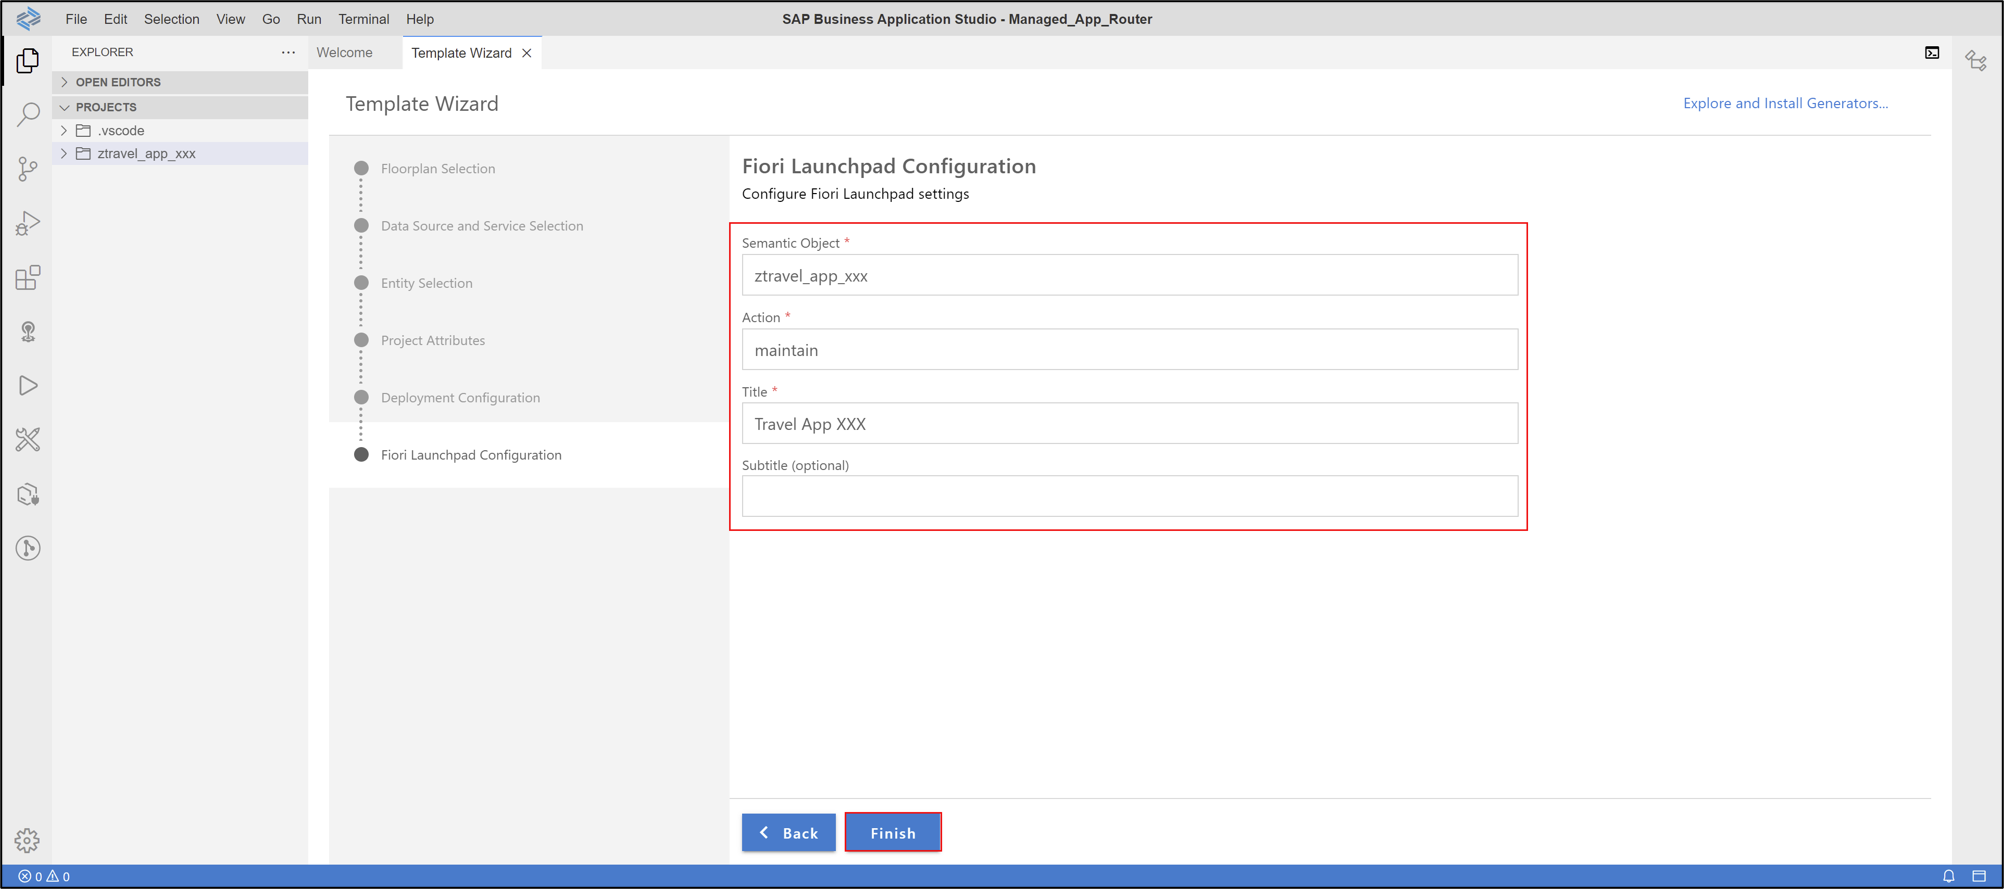 File Edit Selection View Go Run Terminal Help
SAP Business Application Studio - Managed_App_Router
EXPLORER
Welcome
Template Wizard
OPEN EDITORS
PROJECTS
.vscode
ztravel_app_xxx
Template Wizard
Explore and Install Generators...
Floorplan Selection
Data Source and Service Selection
Entity Selection
Project Attributes
Deployment Configuration
Fiori Launchpad Configuration
Fiori Launchpad Configuration
Configure Fiori Launchpad settings
Semantic Object *
ztravel_app_xxx
Action *
maintain
Title *
Travel App XXX
Subtitle (optional)
Back
Finish
0 0